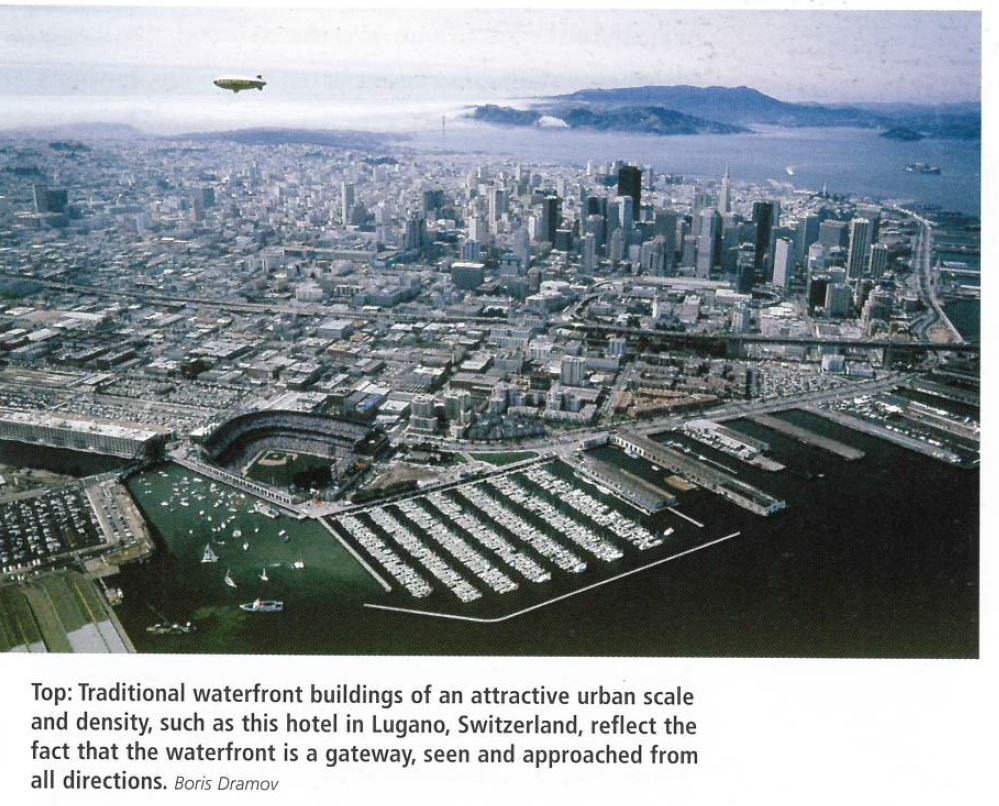 Top: Traditional waterfront buildings of an attractive urban scale
and density, such as this hotel in Lugano, Switzerland, reflect the
fact that the waterfront is a gateway, seen and approached from
all directions. Boris Dramov